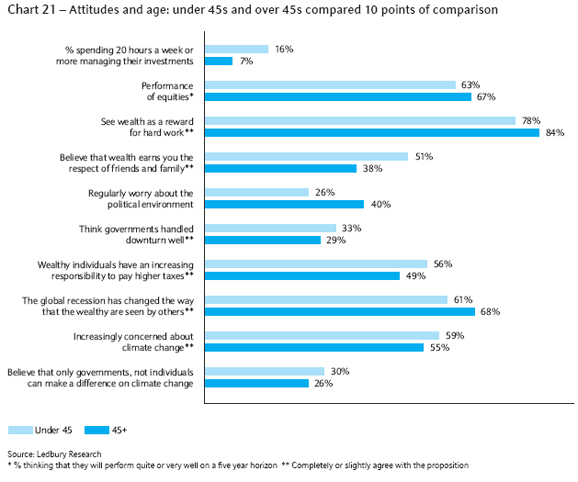 Chart 21 – Attitudes and age: under 45s and over 45s compared 10 points of comparison
% spending 20 hours a week or
more managing their investments
16%
7%
Performance
of equities*
63%
67%
See wealth as a reward
for hard work**
78%
84%
Believe that wealth earns you the
respect of friends and family**
51%
38%
Regularly worry about the
political environment
26%
40%
Think governments handled
downturn well**
33%
29%
Wealthy individuals have an increasing
responsibility to pay higher taxes**
56%
49%
The global recession has changed the way
that the wealthy are seen by others**
61%
68%
Increasingly concerned about
climate change**
59%
55%
Believe that only governments, not individuals
can make a difference on climate change
30%
26%
Under 45
45+
Source: Ledbury Research
* % thinking that they will perform quite or very well on a five year horizon ** Completely or slightly agree with the proposition